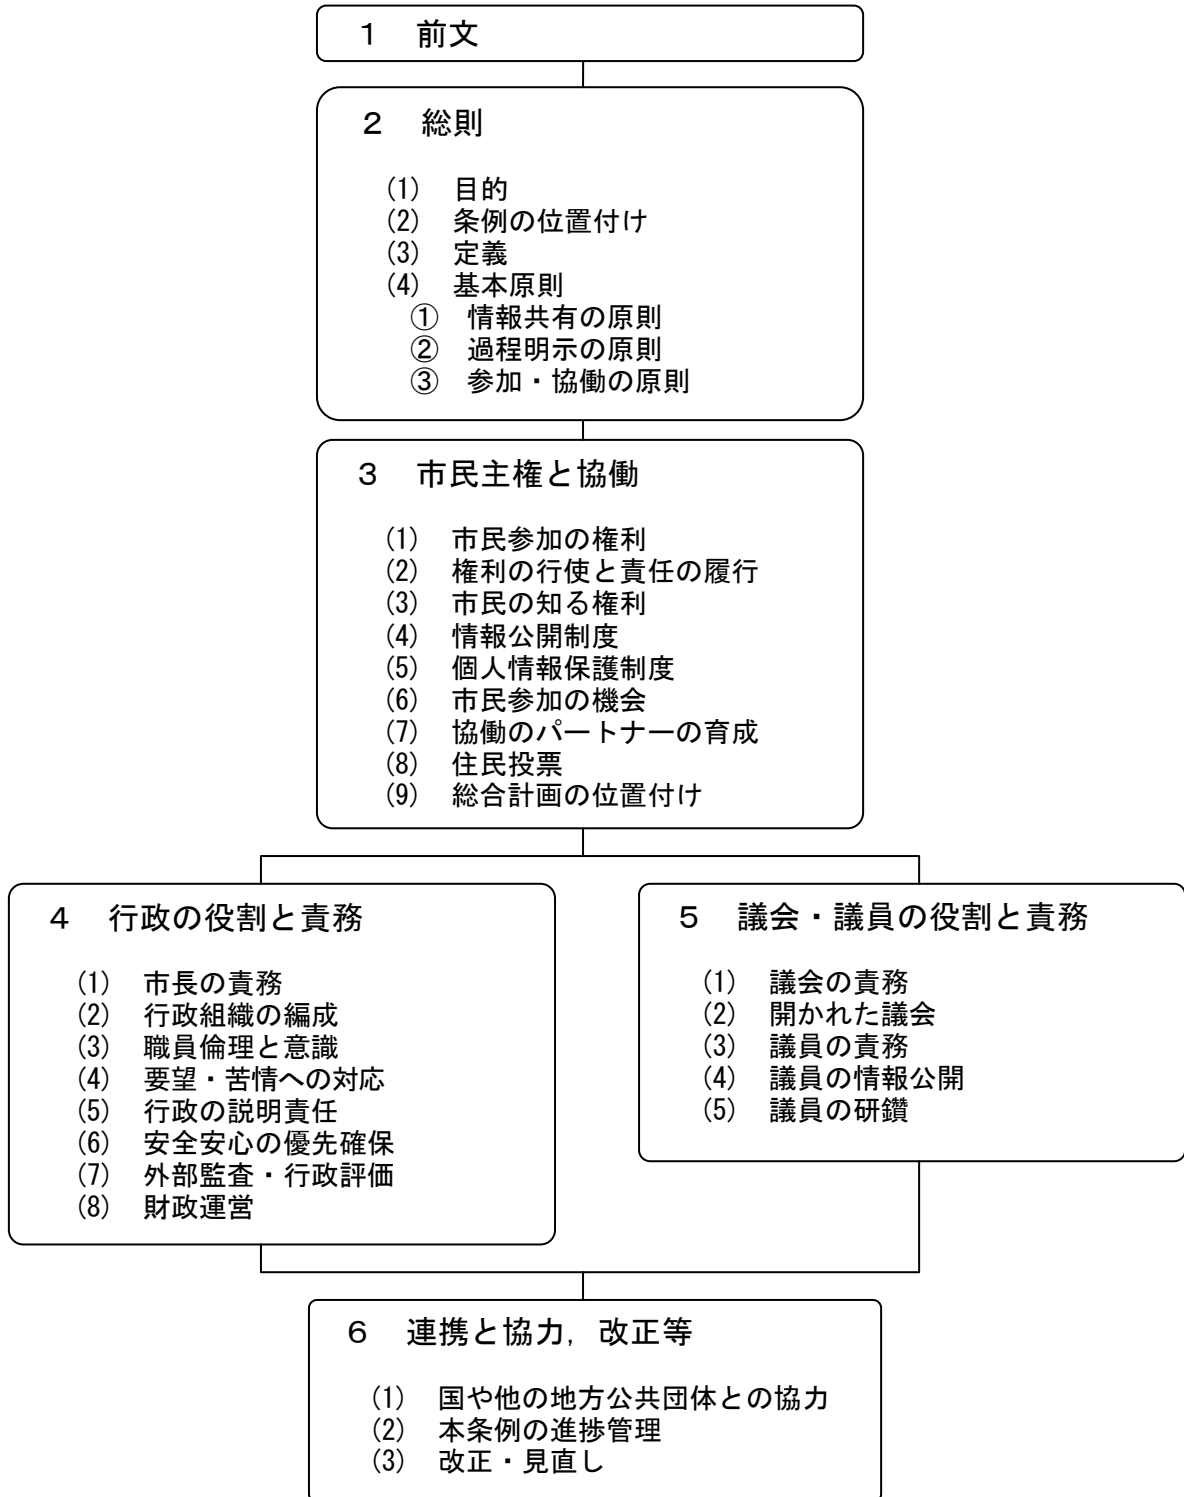 １　前文
２　総則
(1)　目的
(2)　条例の位置付け
(3)　定義
(4)　基本原則
①　情報共有の原則
②　過程明示の原則
③　参加・協働の原則
３　市民主権と協働
(1)　市民参加の権利
(2)　権利の行使と責任の履行
(3)　市民の知る権利
(4)　情報公開制度
(5)　個人情報保護制度
(6)　市民参加の機会
(7)　協働のパートナーの育成
(8)　住民投票
(9)　総合計画の位置付け
４　行政の役割と責務
(1)　市長の責務
(2)　行政組織の編成
(3)　職員倫理と意識
(4)　要望・苦情への対応
(5)　行政の説明責任
(6)　安全安心の優先確保
(7)　外部監査・行政評価
(8)　財政運営
５　議会・議員の役割と責務
(1)　議会の責務
(2)　開かれた議会
(3)　議員の責務
(4)　議員の情報公開
(5)　議員の研鑽
６　連携と協力，改正等
(1)　国や他の地方公共団体との協力
(2)　本条例の進捗管理
(3)　改正・見直し